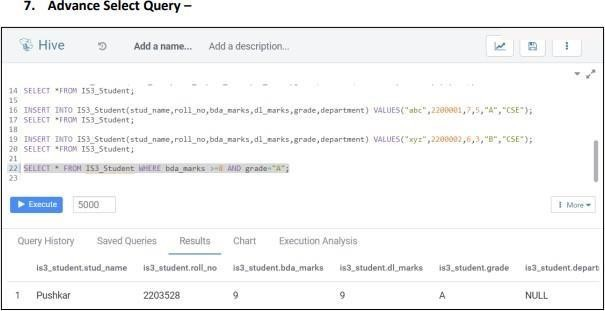 7. Advance Select Query –
Hive Add a name... Add a description...
14 SELECT *FROM IS3_Student;
15
16 INSERT INTO IS3_Student(stud_name,roll_no,bda_marks,dl_marks,grade,department) VALUES("abc",2200001,7,5,"A","CSE");
17 SELECT *FROM IS3_Student;
18
19 INSERT INTO IS3_Student(stud_name,roll_no,bda_marks,dl_marks,grade,department) VALUES("xyz",2200002,6,3,"B","CSE");
20 SELECT *FROM IS3_Student;
21
22 SELECT * FROM IS3_Student WHERE bda_marks >=8 AND grade="A";
23
Execute 5000 More
Query History Saved Queries Results Chart Execution Analysis
is3_student.stud_name is3_student.roll_no is3_student.bda_marks is3_student.dl_marks is3_student.grade is3_student.depart
1 Pushkar 2203528 9 9 A NULL